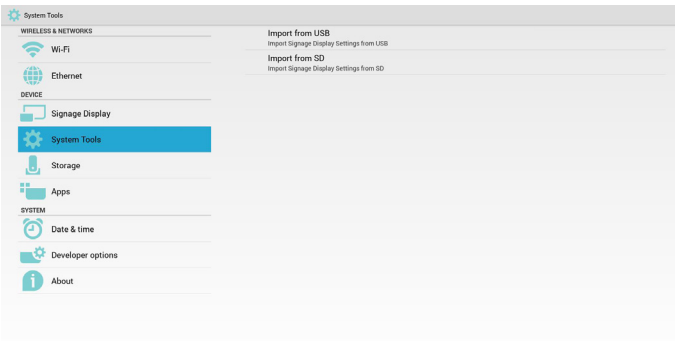 System Tools
WIRELESS & NETWORKS
Wi-Fi
Ethernet
DEVICE
Signage Display
System Tools
Storage
Apps
SYSTEM
Date & time
Developer options
About
Import from USB
Import Signage Display Settings from USB
Import from SD
Import Signage Display Settings from SD